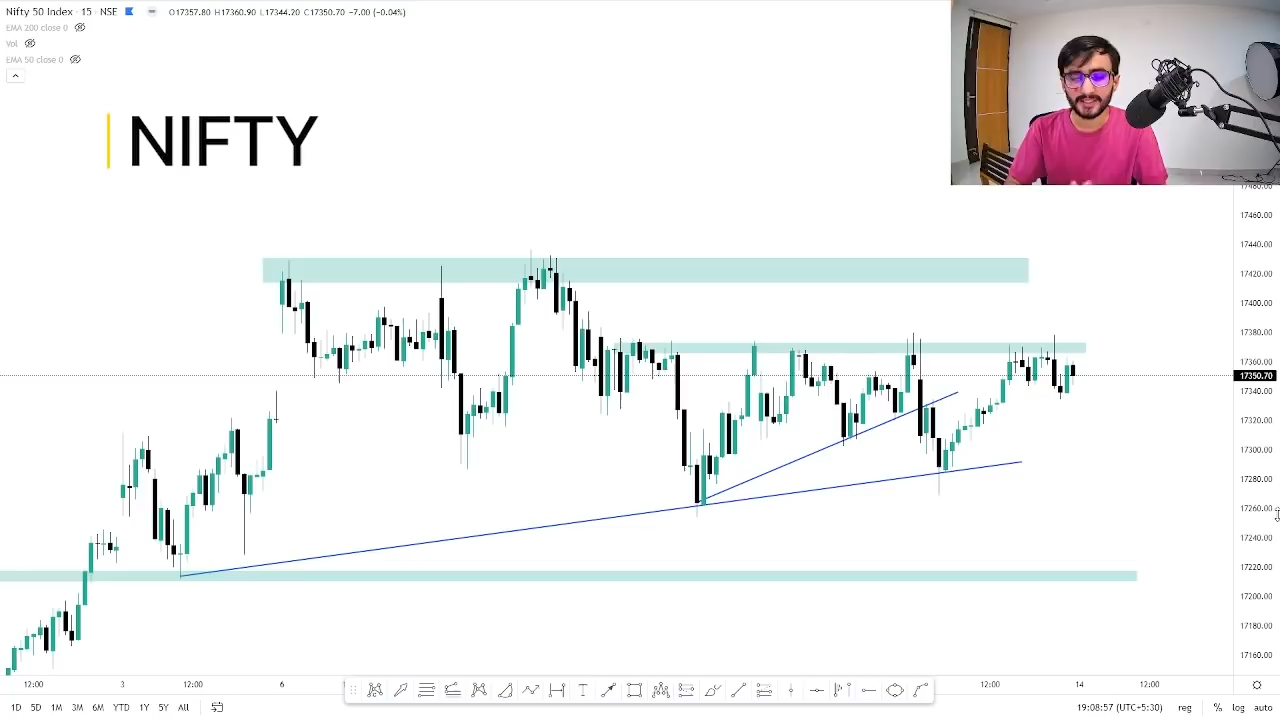 Nifty 50 Index · 15 · NSE O17357.80 H17360.90 L17344.20 C17350.70 −7.00 (−0.04%)
EMA 200 close 0
Vol
EMA 50 close 0
NIFTY
17460.00
17440.00
17420.00
17400.00
17380.00
17360.00
17350.70
17340.00
17320.00
17300.00
17280.00
17260.00
17240.00
17220.00
17200.00
17180.00
17160.00
12:00 3 12:00 6 12:00 14 12:00
1D 5D 1M 3M 6M YTD 1Y 5Y All 19:08:57 (UTC+5:30) reg % log auto